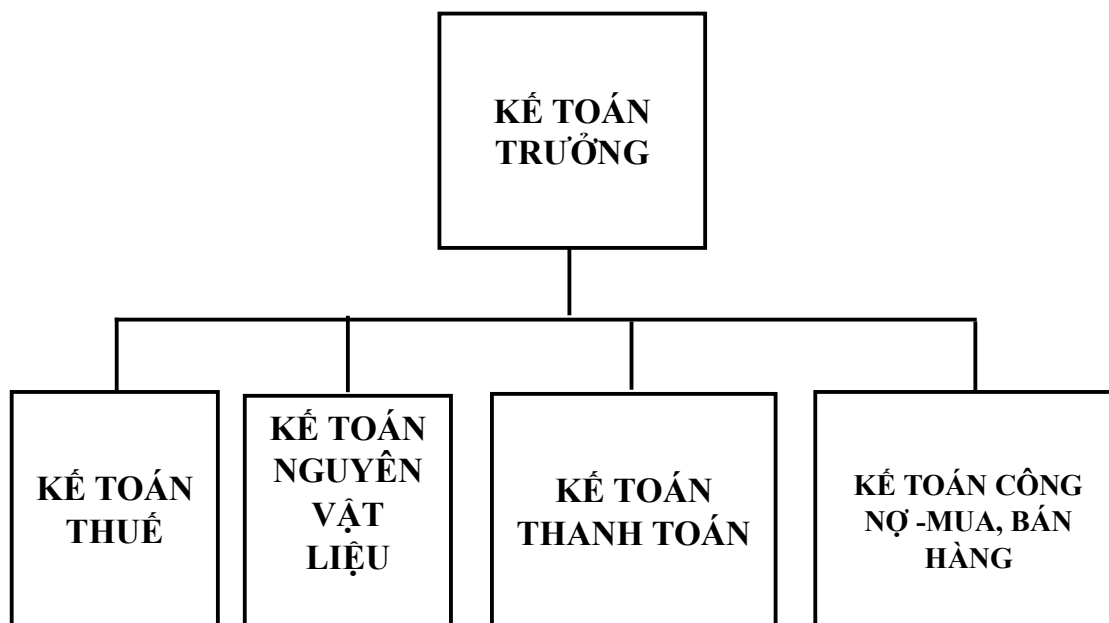 KẾ TOÁN
TRƯỞNG
KẾ TOÁN
THUẾ
KẾ TOÁN
NGUYÊN
VẬT
LIỆU
KẾ TOÁN
THANH TOÁN
KẾ TOÁN CÔNG
NỢ -MUA, BÁN
HÀNG